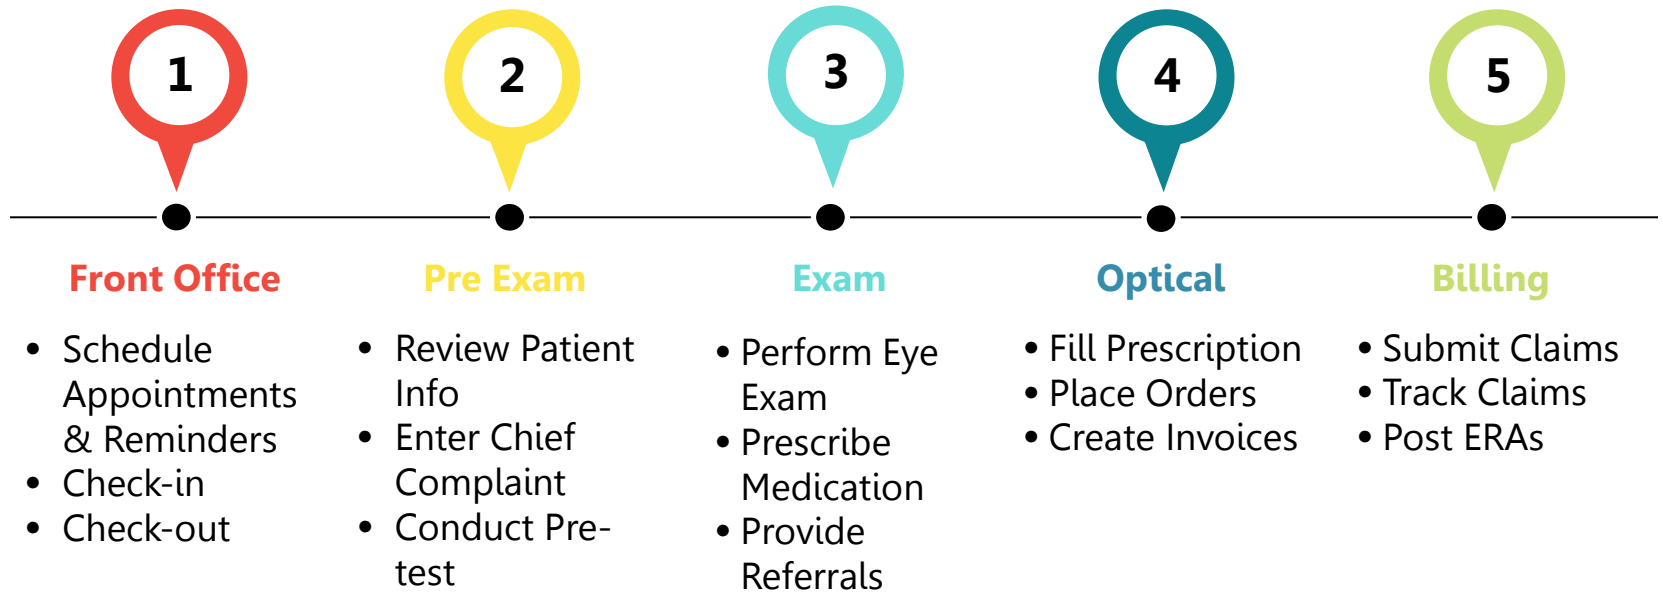 1
2
3
4
5
Front Office
• Schedule
Appointments
& Reminders
• Check-in
• Check-out
Pre Exam
• Review Patient
Info
• Enter Chief
Complaint
• Conduct Pre-
test
Exam
• Perform Eye
Exam
• Prescribe
Medication
• Provide
Referrals
Optical
• Fill Prescription
• Place Orders
• Create Invoices
Billing
• Submit Claims
• Track Claims
• Post ERAs